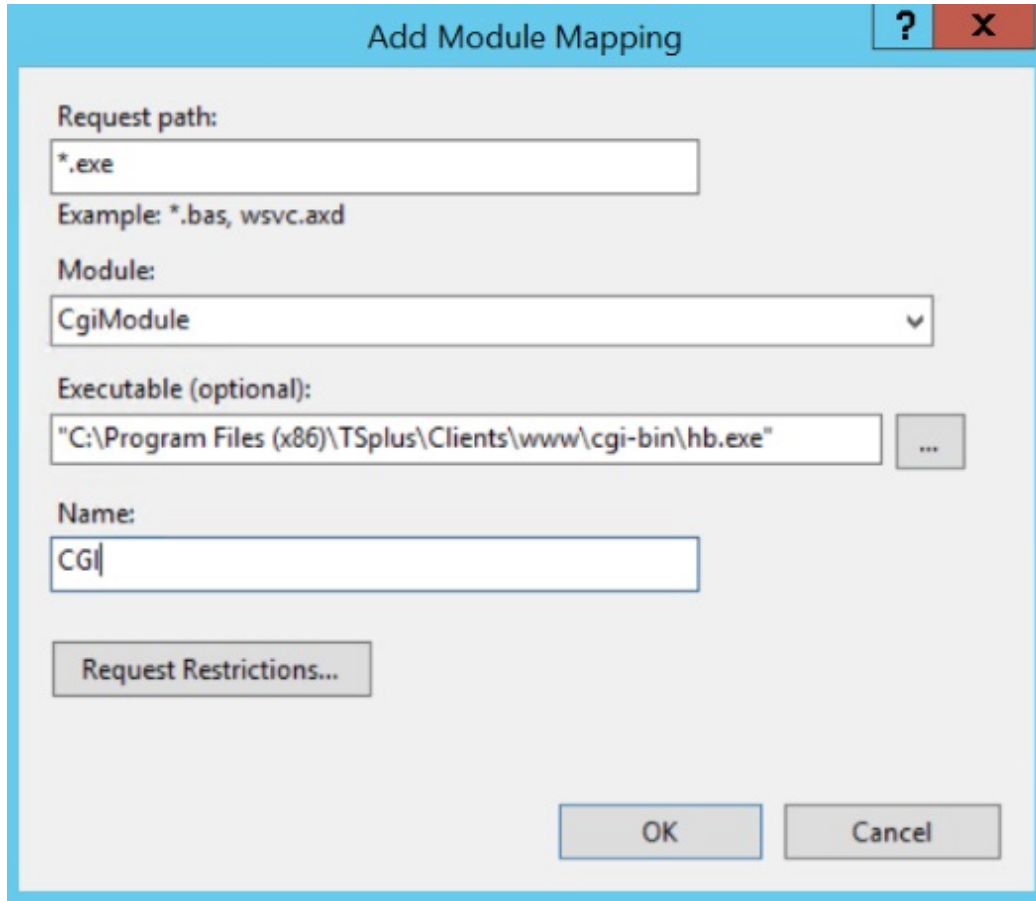 Add Module Mapping
? X
Request path:
*.exe
Example: *.bas, wsvc.axd
Module:
CgiModule
Executable (optional):
"C:\Program Files (x86)\TSplus\Clients\www\cgi-bin\hb.exe"
...
Name:
CGI
Request Restrictions...
OK Cancel